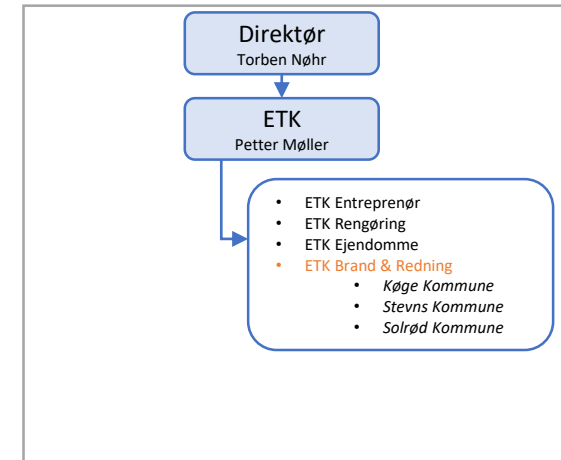 Direktør
Torben Nøhr
ETK
Petter Møller
• ETK Entreprenør
• ETK Rengøring
• ETK Ejendomme
• ETK Brand & Redning
• Køge Kommune
• Stevns Kommune
• Solrød Kommune